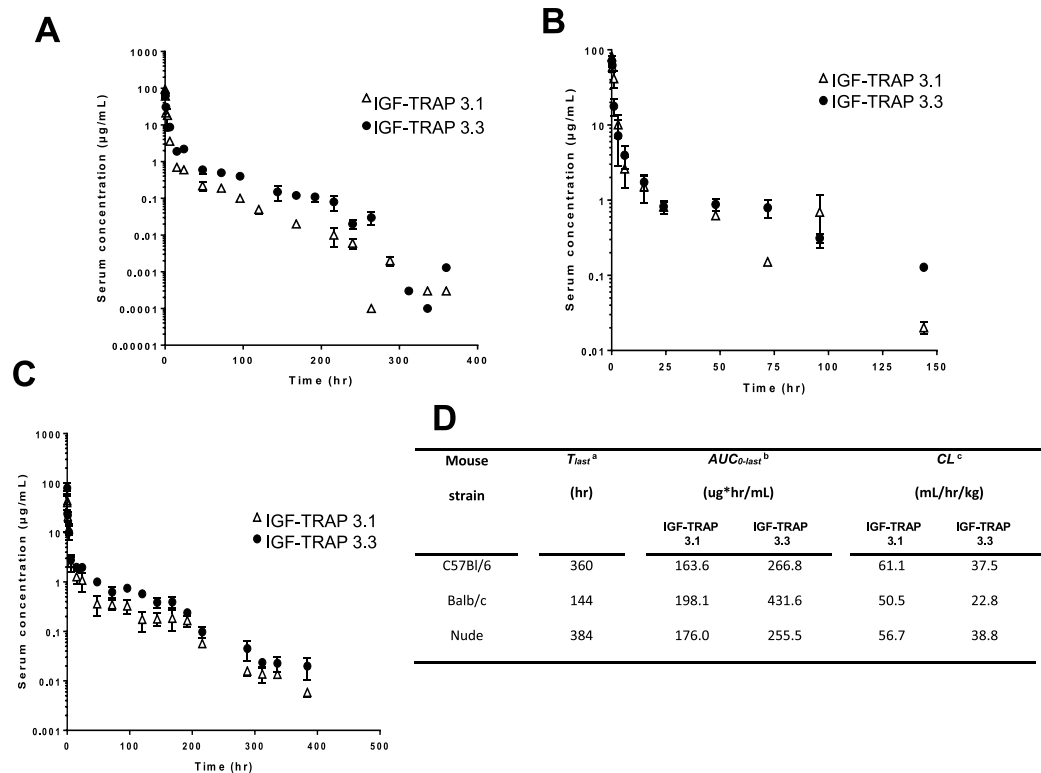 A
Serum concentration (µg/mL)
1000
100
10
1
0.1
0.01
0.001
0.0001
0.00001
0 100 200 300 400
Time (hr)
IGF-TRAP 3.1
IGF-TRAP 3.3
B
Serum concentration (µg/mL)
100
10
1
0.1
0.01
0 25 50 75 100 125 150
Time (hr)
IGF-TRAP 3.1
IGF-TRAP 3.3
C
Serum concentration (µg/mL)
1000
100
10
1
0.1
0.01
0.001
0 100 200 300 400 500
Time (hr)
IGF-TRAP 3.1
IGF-TRAP 3.3
D
Mouse Tlast a AUC0-last b CL c
strain (hr) (ug*hr/mL) (mL/hr/kg)
IGF-TRAP IGF-TRAP IGF-TRAP IGF-TRAP
3.1 3.3 3.1 3.3
C57Bl/6 360 163.6 266.8 61.1 37.5
Balb/c 144 198.1 431.6 50.5 22.8
Nude 384 176.0 255.5 56.7 38.8